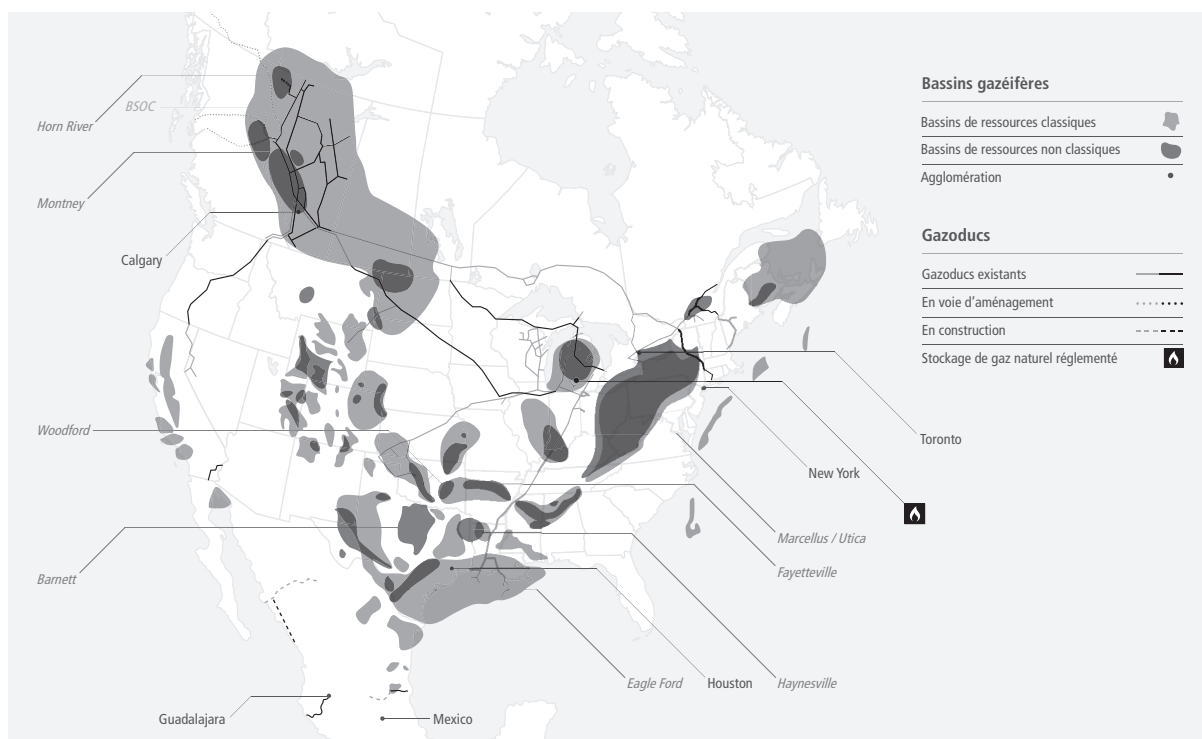 Bassins gazéifères
Bassins de ressources classiques
Bassins de ressources non classiques
Agglomération
Gazoducs
Gazoducs existants
En voie d'aménagement
En construction
Stockage de gaz naturel réglementé
BSOC
Horn River
Montney
Calgary
Woodford
Barnett
Toronto
New York
Marcellus / Utica
Fayetteville
Eagle Ford
Houston
Haynesville
Guadalajara
Mexico